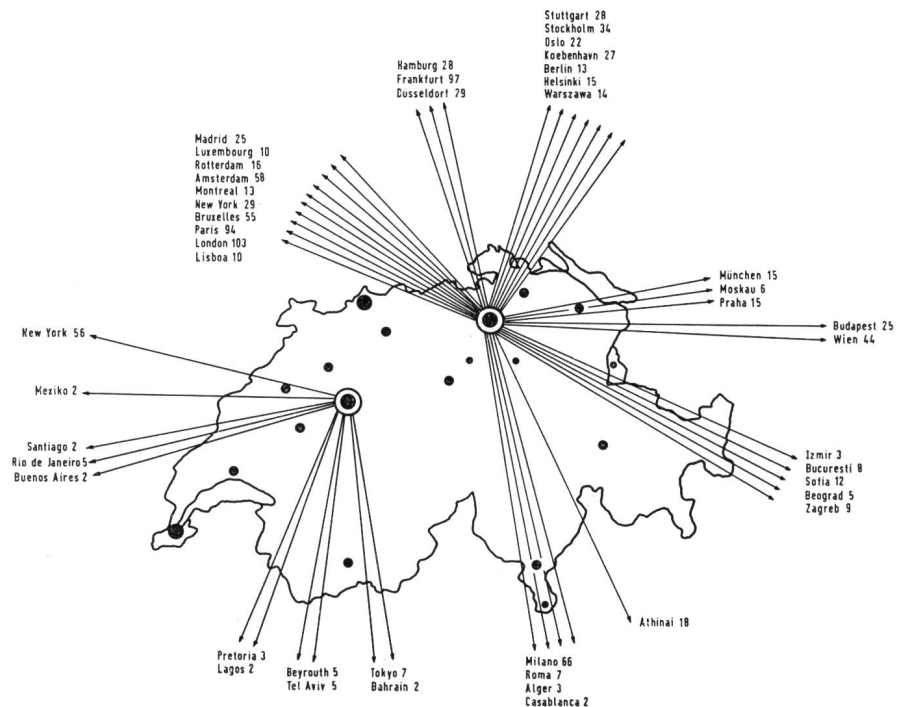 Stuttgart 28
Stockholm 34
Oslo 22
Koebenhavn 27
Berlin 13
Helsinki 15
Warszawa 14
Hamburg 28
Frankfurt 97
Dusseldorf 29
Madrid 25
Luxembourg 10
Rotterdam 16
Amsterdam 58
Montreal 13
New York 29
Bruxelles 55
Paris 94
London 103
Lisboa 10
München 15
Moskau 6
Praha 15
Budapest 25
Wien 44
New York 56
Mexiko 2
Santiago 2
Rio de Janeiro 5
Buenos Aires 2
Izmir 3
Bucuresti 8
Sofia 12
Beograd 5
Zagreb 9
Athinai 18
Pretoria 3
Lagos 2
Beyrouth 5
Tel Aviv 5
Tokyo 7
Bahrain 2
Milano 66
Roma 7
Alger 3
Casablanca 2